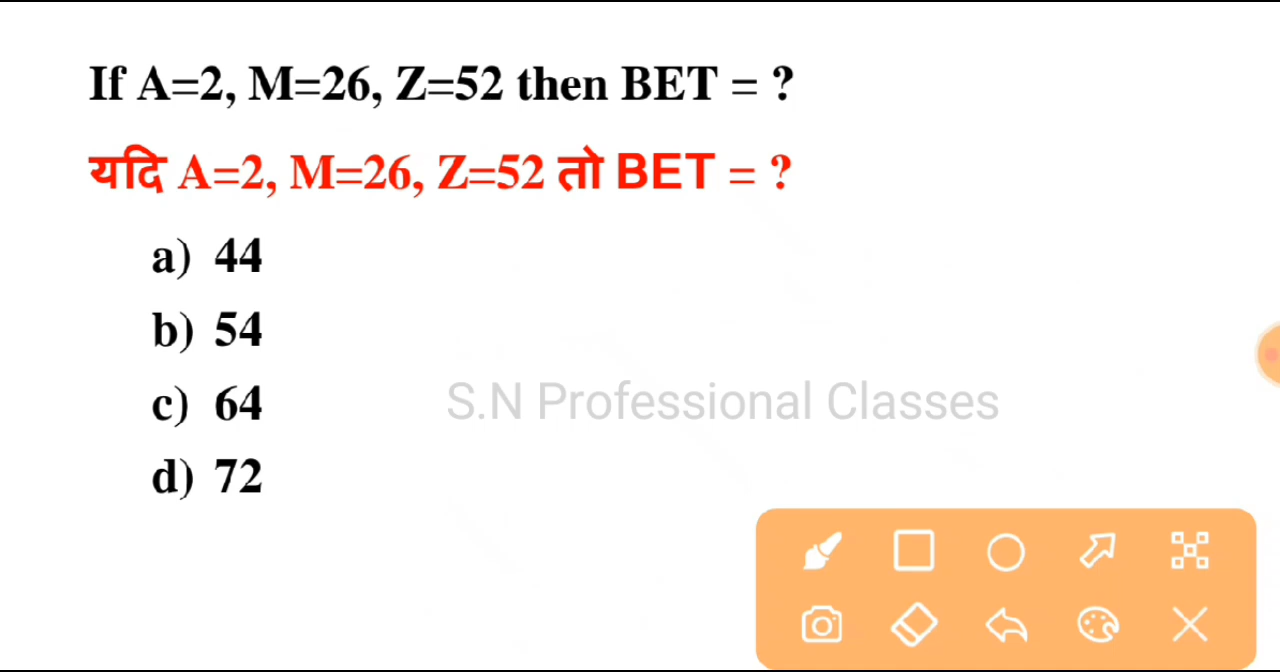 If A=2, M=26, Z=52 then BET = ?
यदि A=2, M=26, Z=52 तो BET = ?
a) 44
b) 54
c) 64
d) 72
S.N Professional Classes